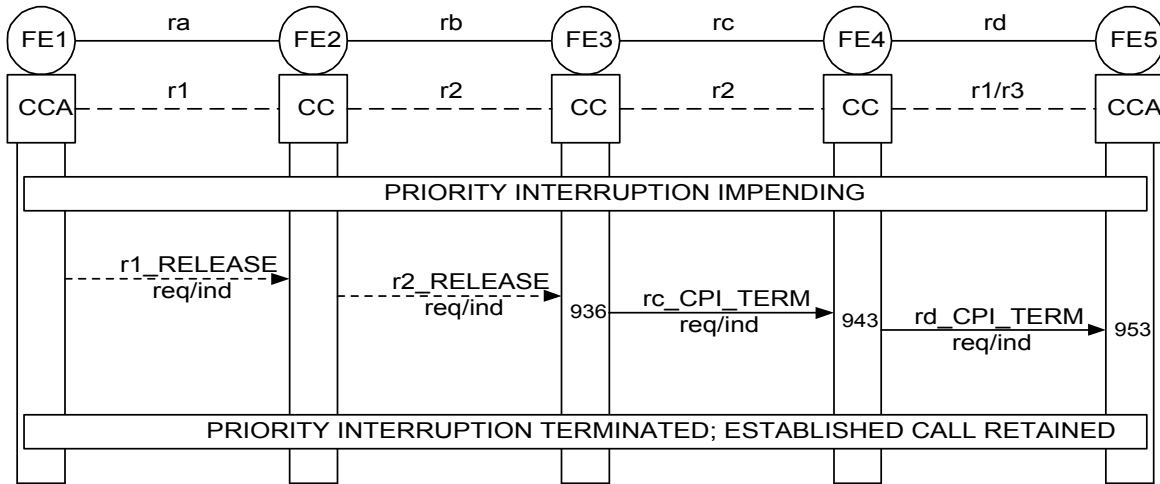 FE1 ra FE2 rb FE3 rc FE4 rd FE5
CCA r1 CC r2 CC r2 CC r1/r3 CCA
PRIORITY INTERRUPTION IMPENDING
r1_RELEASE
req/ind
r2_RELEASE
req/ind
936
rc_CPI_TERM
req/ind
943
rd_CPI_TERM
req/ind
953
PRIORITY INTERRUPTION TERMINATED; ESTABLISHED CALL RETAINED